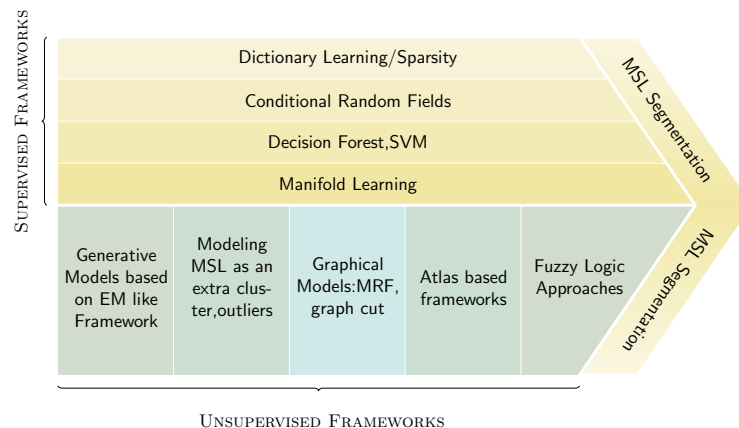 SUPERVISED FRAMEWORKS
Dictionary Learning/Sparsity
Conditional Random Fields
Decision Forest,SVM
Manifold Learning
MSL Segmentation
Generative
Models based
on EM like
Framework
Modeling
MSL as an
extra clus-
ter,outliers
Graphical
Models:MRF,
graph cut
Atlas based
frameworks
Fuzzy Logic
Approaches
MSL Segmentation
UNSUPERVISED FRAMEWORKS